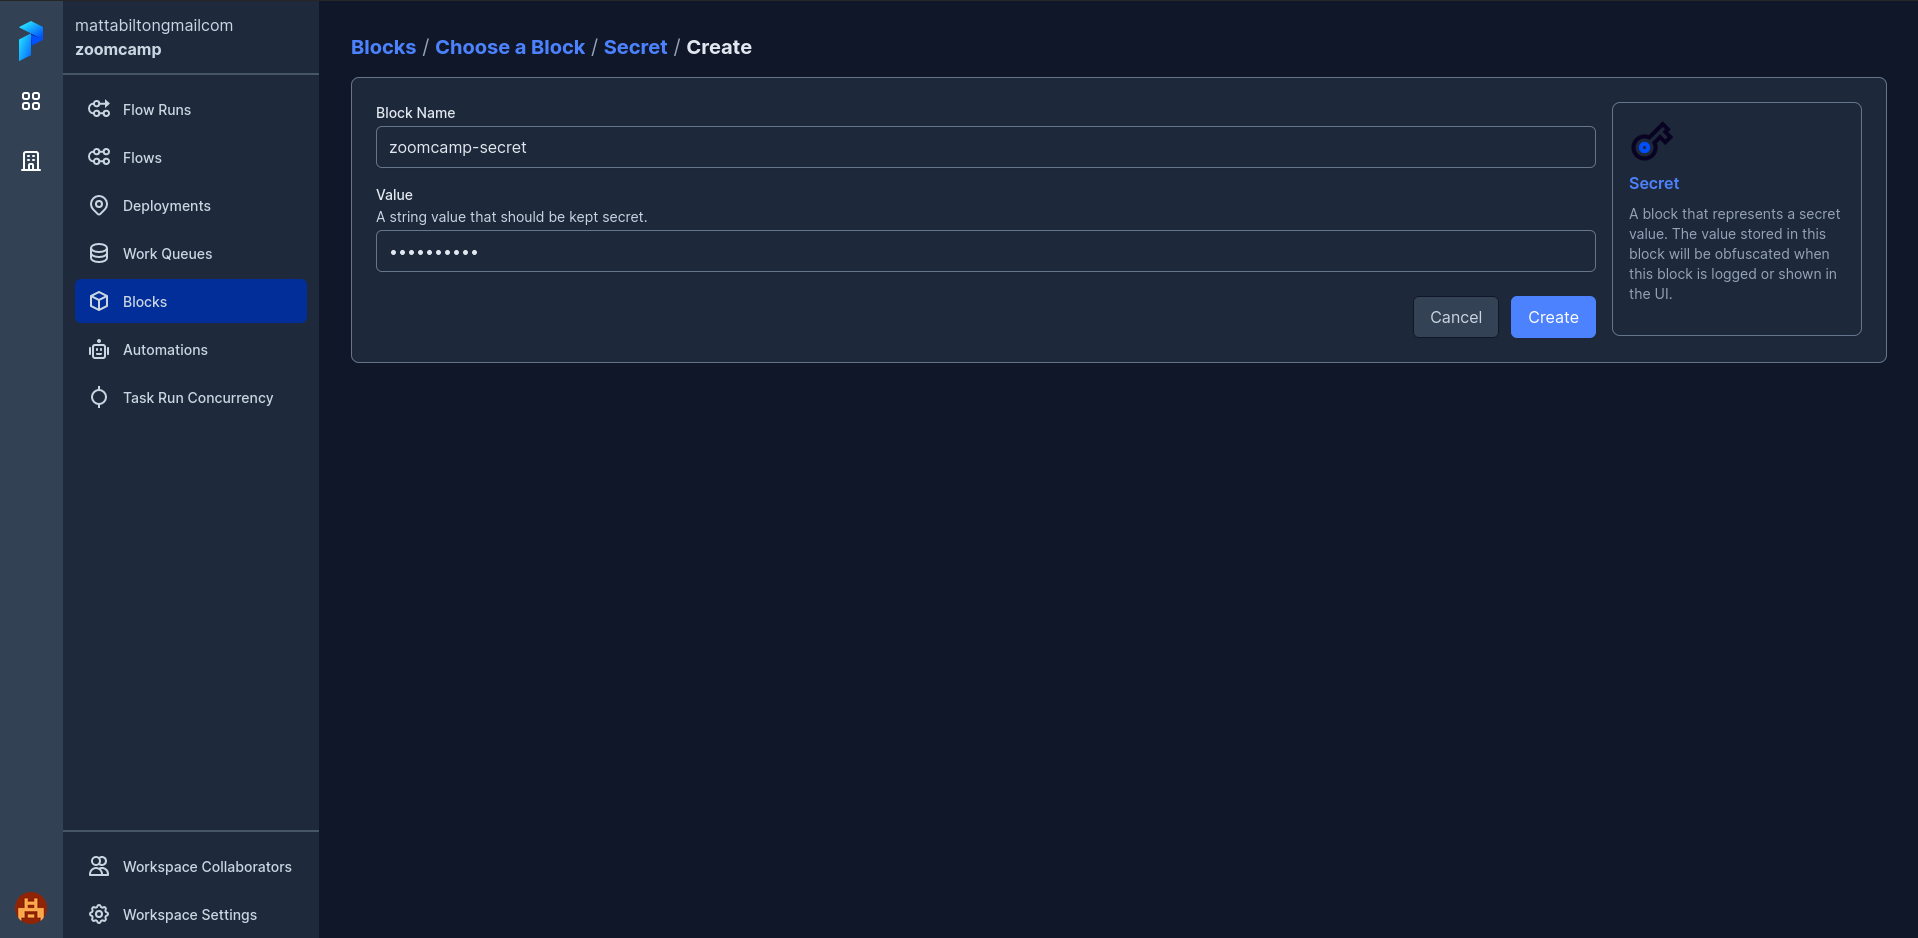 mattabiltongmailcom
zoomcamp
Flow Runs
Flows
Deployments
Work Queues
Blocks
Automations
Task Run Concurrency
Workspace Collaborators
Workspace Settings
Blocks / Choose a Block / Secret / Create
Block Name
zoomcamp-secret
Value
A string value that should be kept secret.
••••••••••
Cancel
Create
Secret
A block that represents a secret
value. The value stored in this
block will be obfuscated when
this block is logged or shown in
the UI.